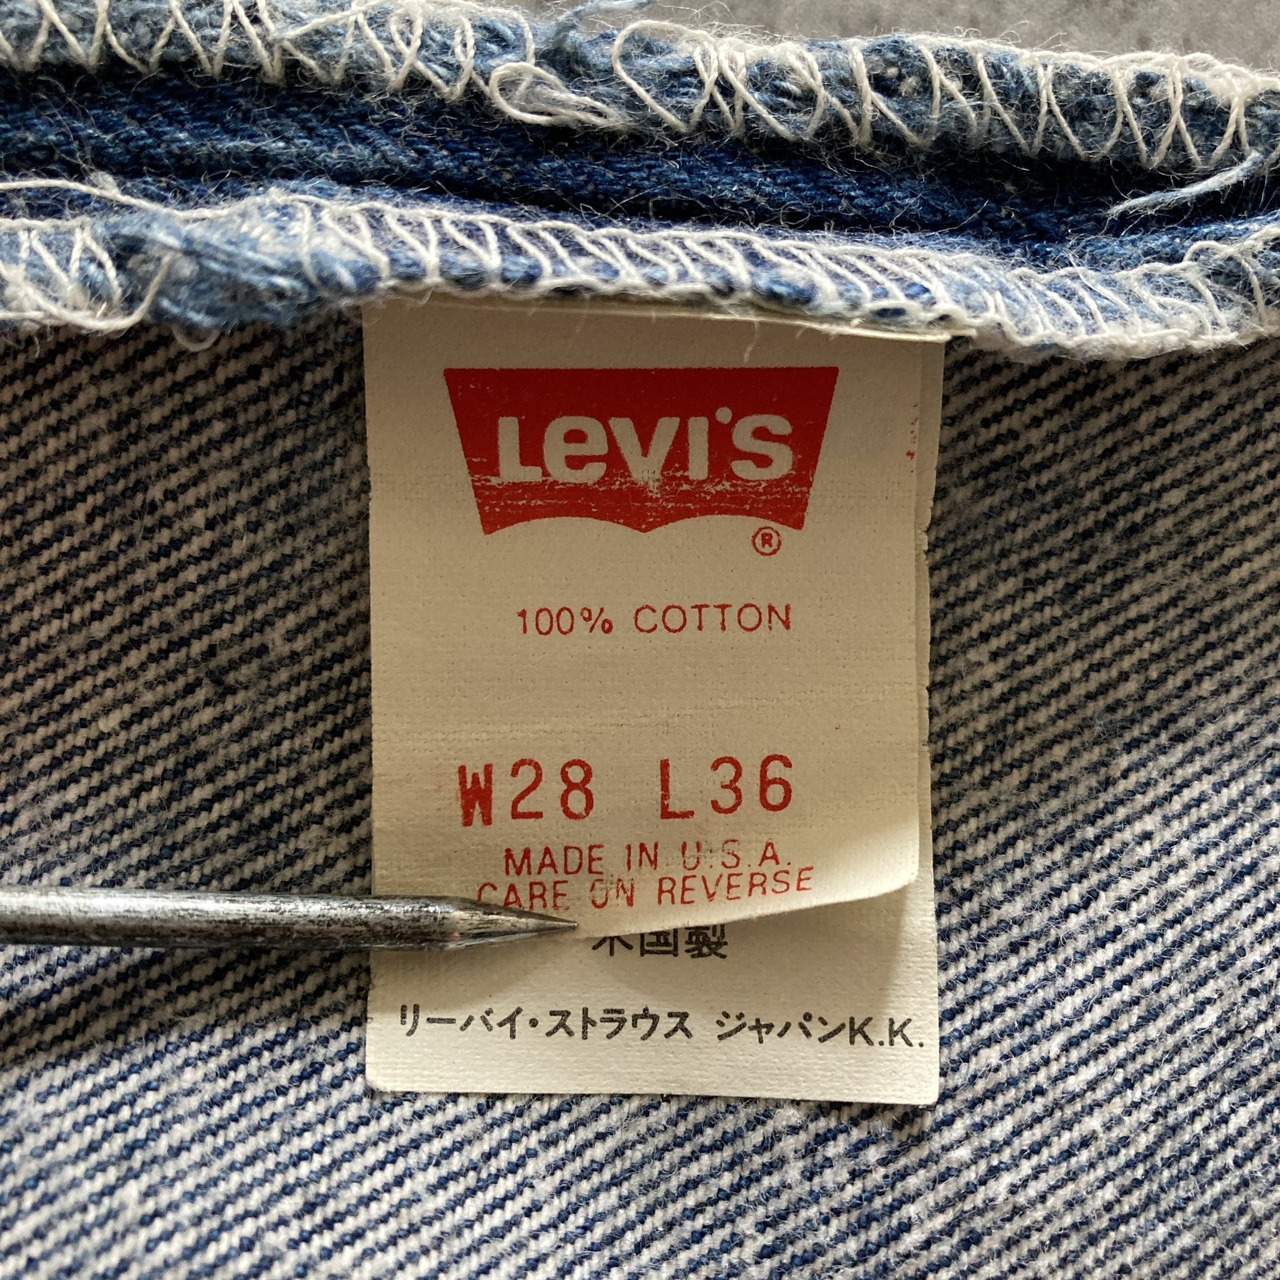 Levi's
®
100% COTTON
W28 L36
MADE IN U.S.A.
CARE ON REVERSE
米国製
リーバイ・ストラウス ジャパンK.K.